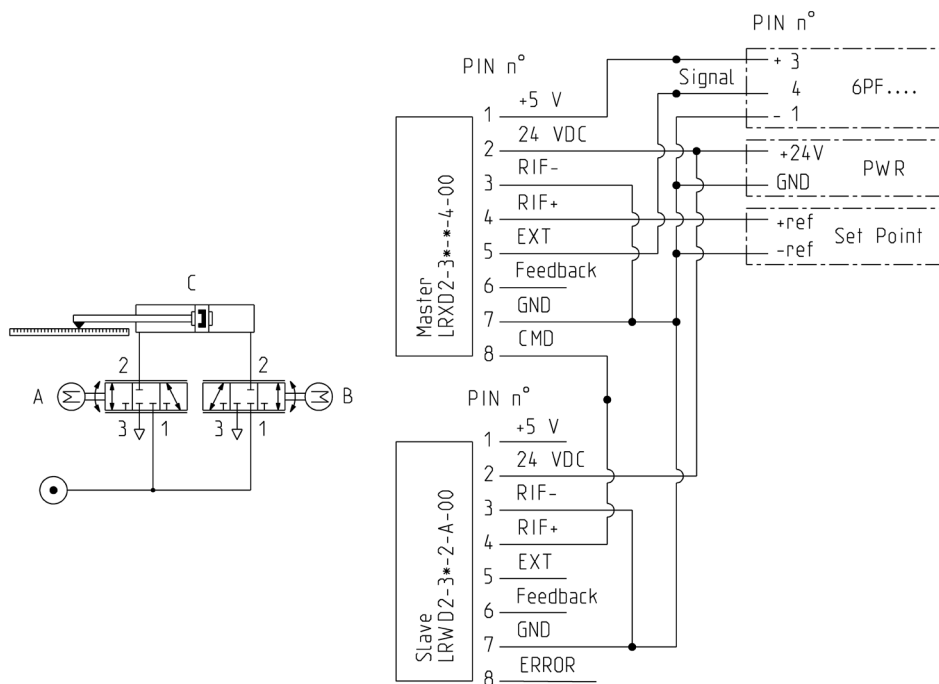 C
2
2
A
B
3
1
3
1
PIN n°
Master
LRXD2-3*-*-4-00
1 +5 V
2 24 VDC
3 RIF-
4 RIF+
5 EXT
6 Feedback
7 GND
8 CMD
PIN n°
Slave
LRWD2-3*-2-A-00
1 +5 V
2 24 VDC
3 RIF-
4 RIF+
5 EXT
6 Feedback
7 GND
8 ERROR
PIN n°
+ 3
Signal 4 6PF....
- 1
+24V PWR
GND
+ref
Set Point
-ref